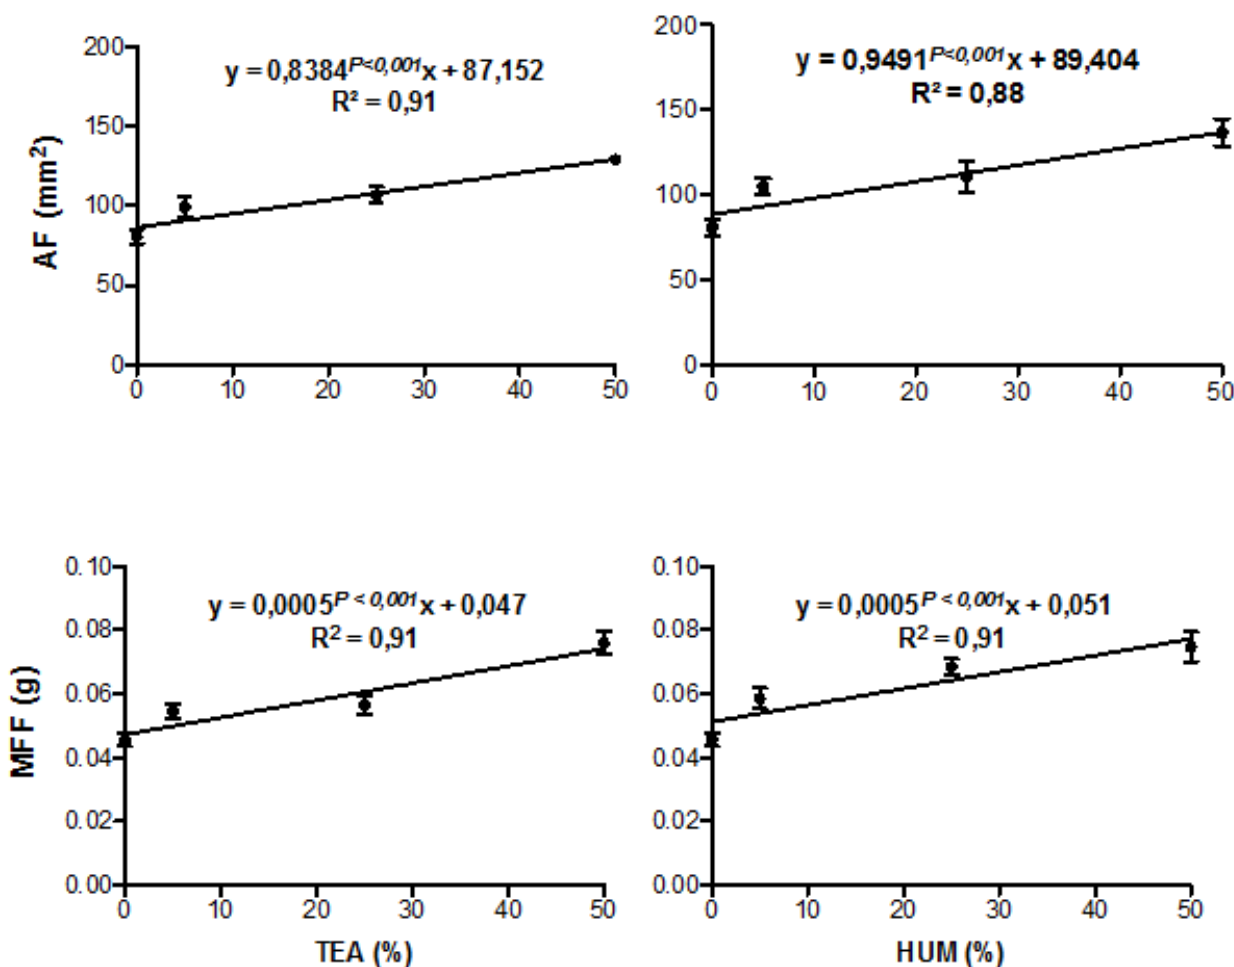 y = 0,8384P<0,001x + 87,152
R² = 0,91
AF (mm²)
200
150
100
50
0
0 10 20 30 40 50
y = 0,9491P<0,001x + 89,404
R² = 0,88
200
150
100
50
0
0 10 20 30 40 50
y = 0,0005P < 0,001x + 0,047
R² = 0,91
MFF (g)
0.10
0.08
0.06
0.04
0.02
0.00
0 10 20 30 40 50
TEA (%)
y = 0,0005P < 0,001x + 0,051
R² = 0,91
0.10
0.08
0.06
0.04
0.02
0.00
0 10 20 30 40 50
HUM (%)